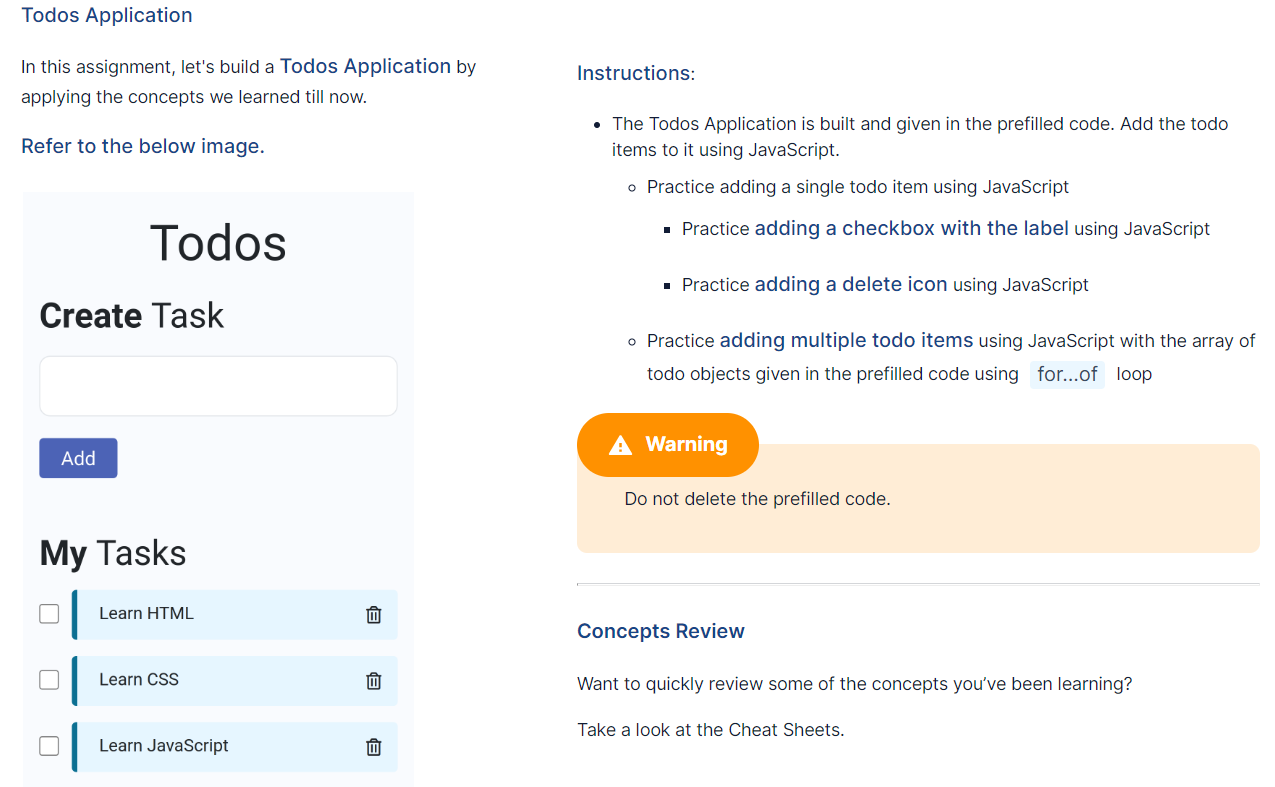 Todos Application
In this assignment, let's build a Todos Application by
applying the concepts we learned till now.
Refer to the below image.
Todos
Create Task
Add
My Tasks
Learn HTML
Learn CSS
Learn JavaScript
Instructions:
The Todos Application is built and given in the prefilled code. Add the todo
items to it using JavaScript.
Practice adding a single todo item using JavaScript
Practice adding a checkbox with the label using JavaScript
Practice adding a delete icon using JavaScript
Practice adding multiple todo items using JavaScript with the array of
todo objects given in the prefilled code using for...of loop
Warning
Do not delete the prefilled code.
Concepts Review
Want to quickly review some of the concepts you’ve been learning?
Take a look at the Cheat Sheets.